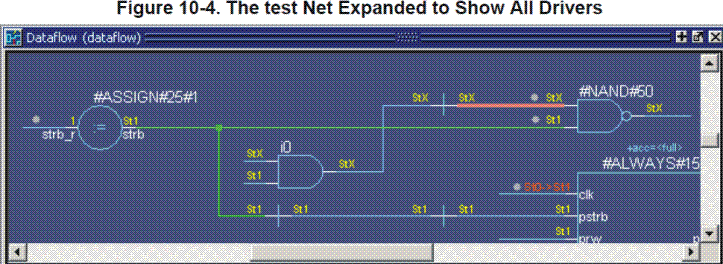 Figure 10-4. The test Net Expanded to Show All Drivers
Dataflow (dataflow)
#ASSIGN#25#1
1
strb_r
:=
St1
strb
StX
StX
StX
#NAND#50
StX
St1
i0
StX
St1
StX
+acc=<full>
#ALWAYS#15
St0->St1
clk
St1
St1
St1
St1
St1
pstrb
St1
prw
p